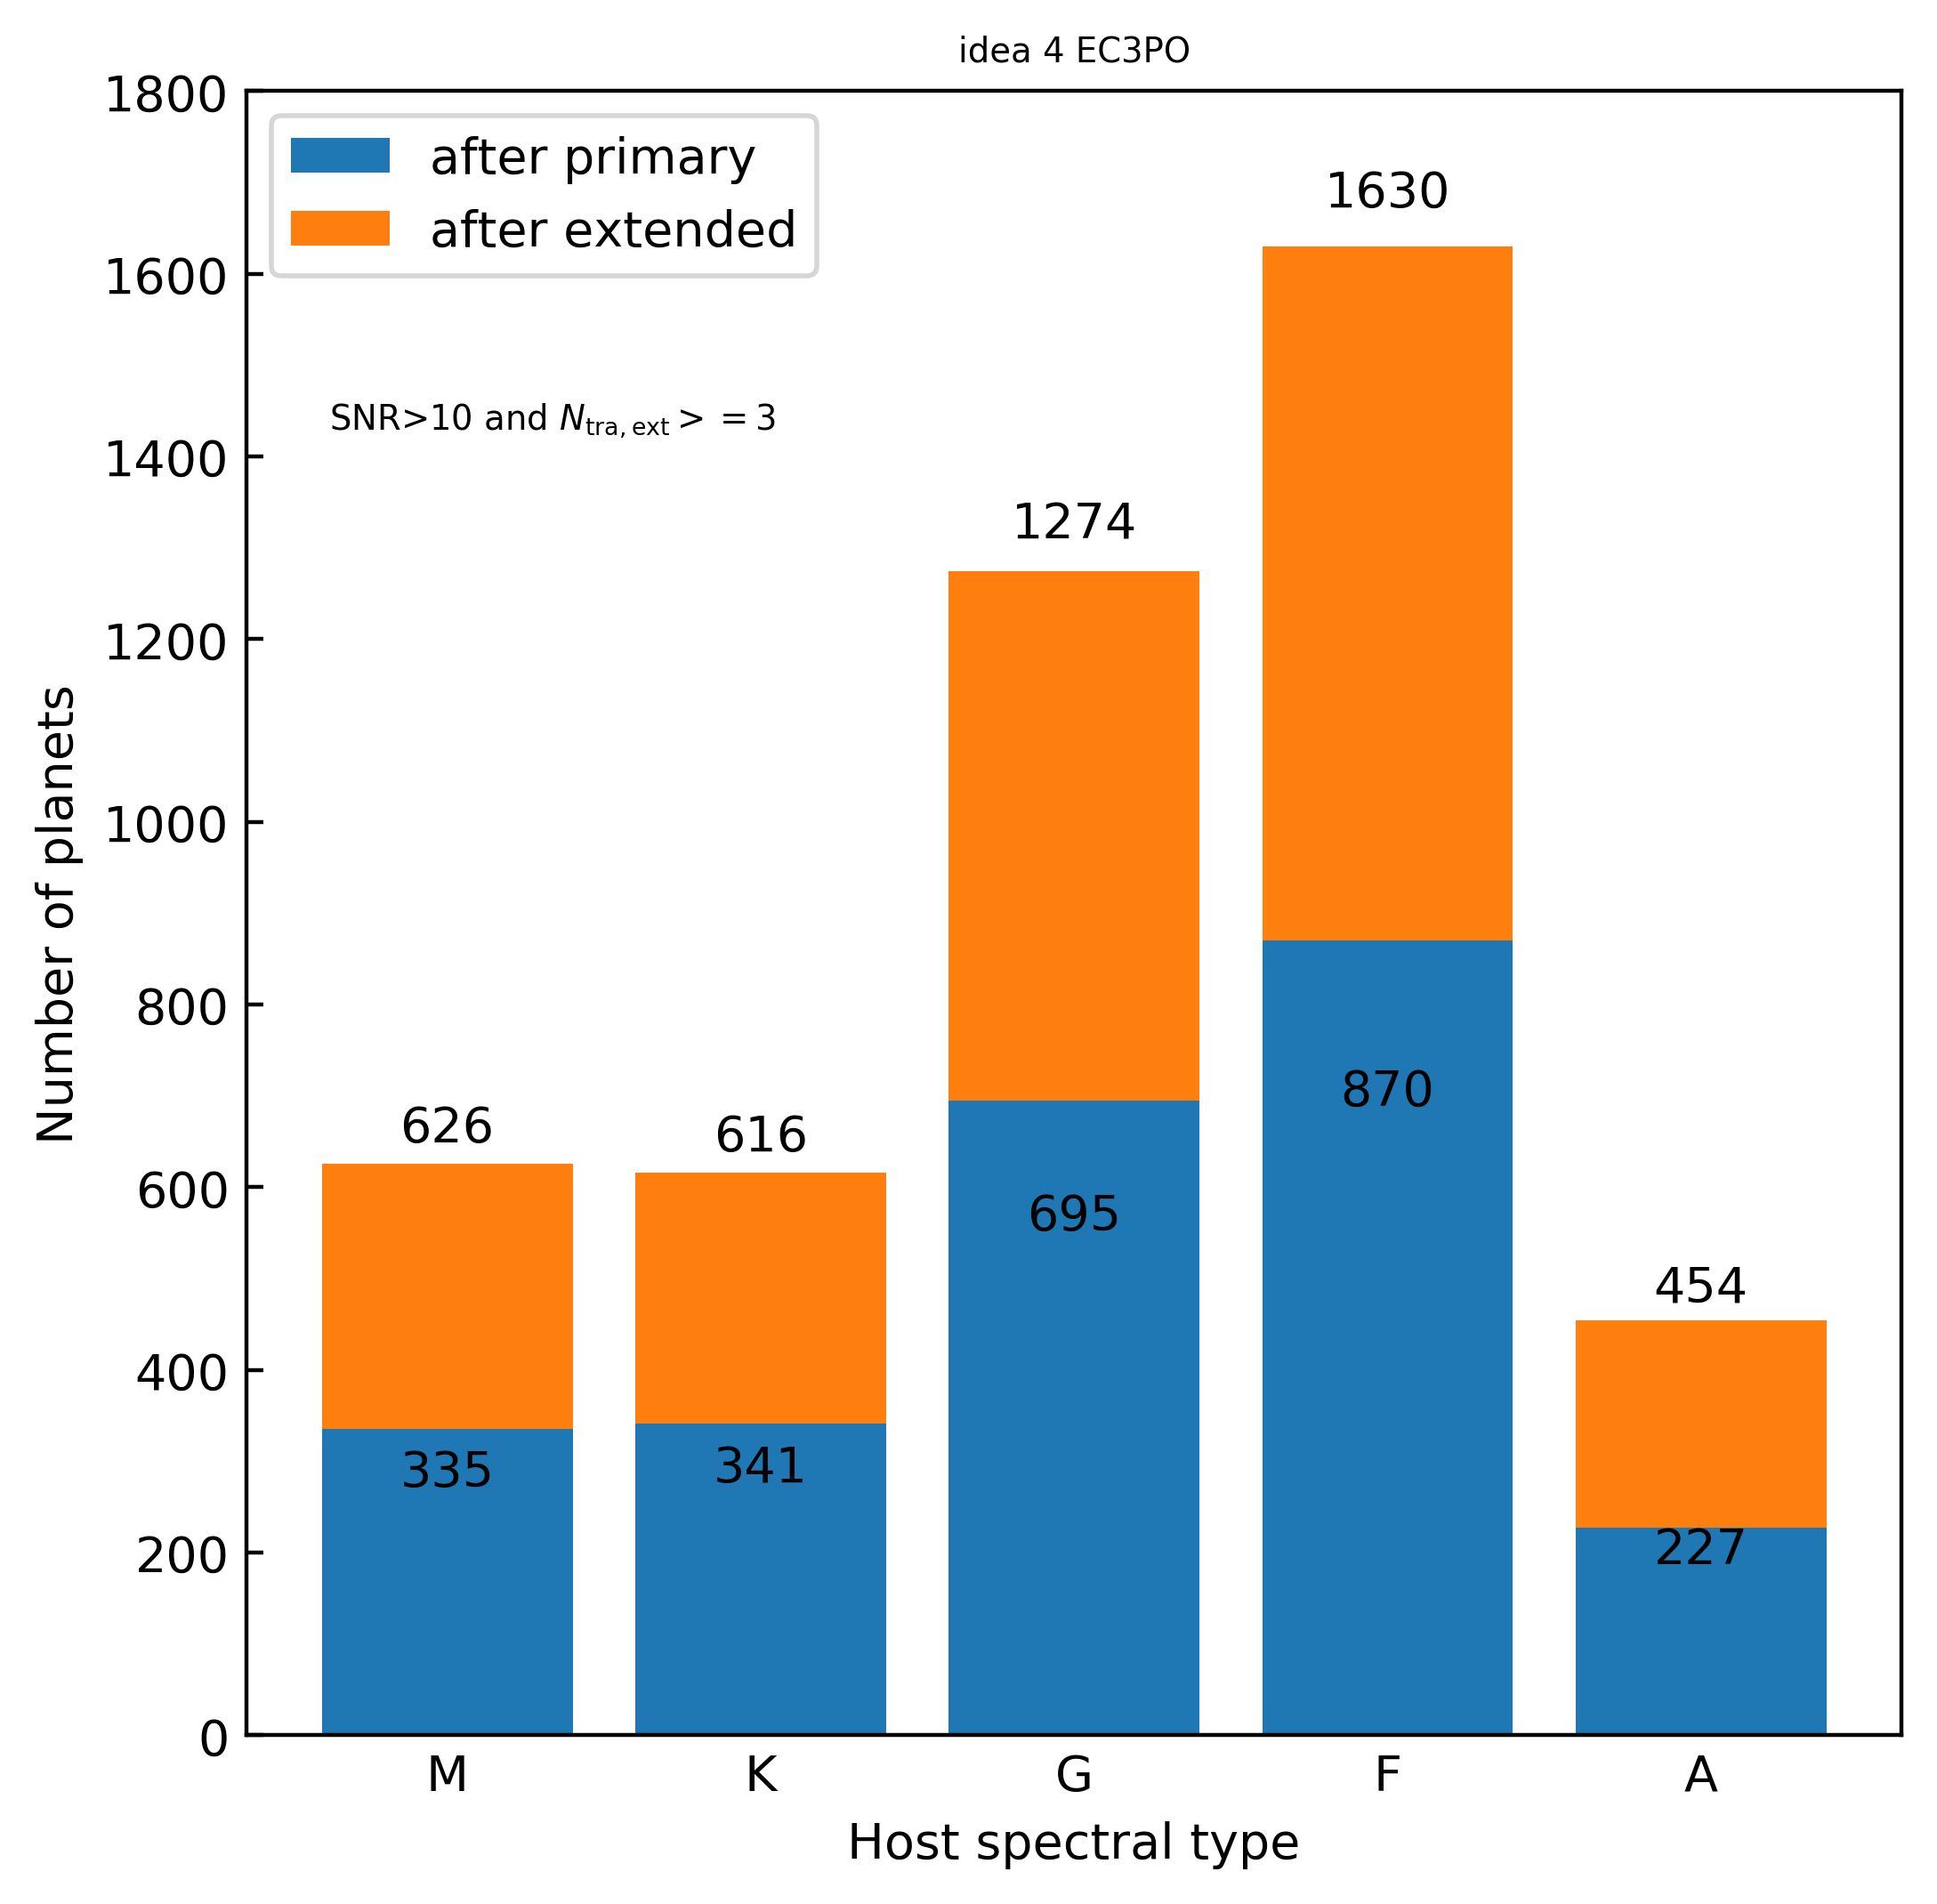 idea 4 EC3PO
1800
1600
1400
1200
1000
800
600
400
200
0
Number of planets
after primary
after extended
SNR>10 and Ntra, ext >= 3
626
616
1274
1630
454
335
341
695
870
227
M K G F A
Host spectral type